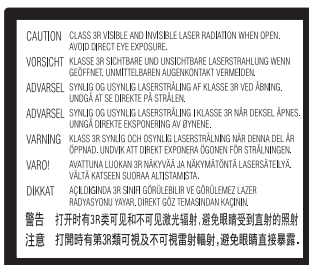 CAUTION CLASS 3R VISIBLE AND INVISIBLE LASER RADIATION WHEN OPEN.
AVOID DIRECT EYE EXPOSURE.
VORSICHT KLASSE 3R SICHTBARE UND UNSICHTBARE LASERSTRAHLUNG WENN
GEÖFFNET. UNMITTELBAREN AUGENKONTAKT VERMEIDEN.
ADVARSEL SYNLIG OG USYNLIG LASERSTRÅLING AF KLASSE 3R VED ÅBNING.
UNDGÅ AT SE DIREKTE PÅ STRÅLEN.
ADVARSEL SYNLIG OG USYNLIG LASERSTRÅLING I KLASSE 3R NÅR DEKSEL ÅPNES.
UNNGÅ DIREKTE EKSPONERING AV ØYNENE.
VARNING KLASS 3R SYNLIG OCH OSYNLIG LASERSTRÅLNING NÄR DENNA DEL ÄR
ÖPPNAD. UNDVIK ATT DIREKT EXPONERA ÖGONEN FÖR STRÅLNINGEN.
VARO! AVATTUNA LUOKAN 3R NÄKYVÄÄ JA NÄKYMÄTÖNTÄ LASERSÄTEILYÄ.
VÄLTÄ KATSEEN SUORAA ALTISTAMISTA.
DİKKAT AÇILDIĞINDA 3R SINIFI GÖRÜLEBİLİR VE GÖRÜLEMEZ LAZER
RADYASYONU YAYAR. DİREKT GÖZ TEMASINDAN KAÇININ.
警告 打开时有3R类可见和不可见激光辐射,避免眼睛受到直射的照射
注意 打開時有第3R類可視及不可視雷射輻射,避免眼睛直接暴露。